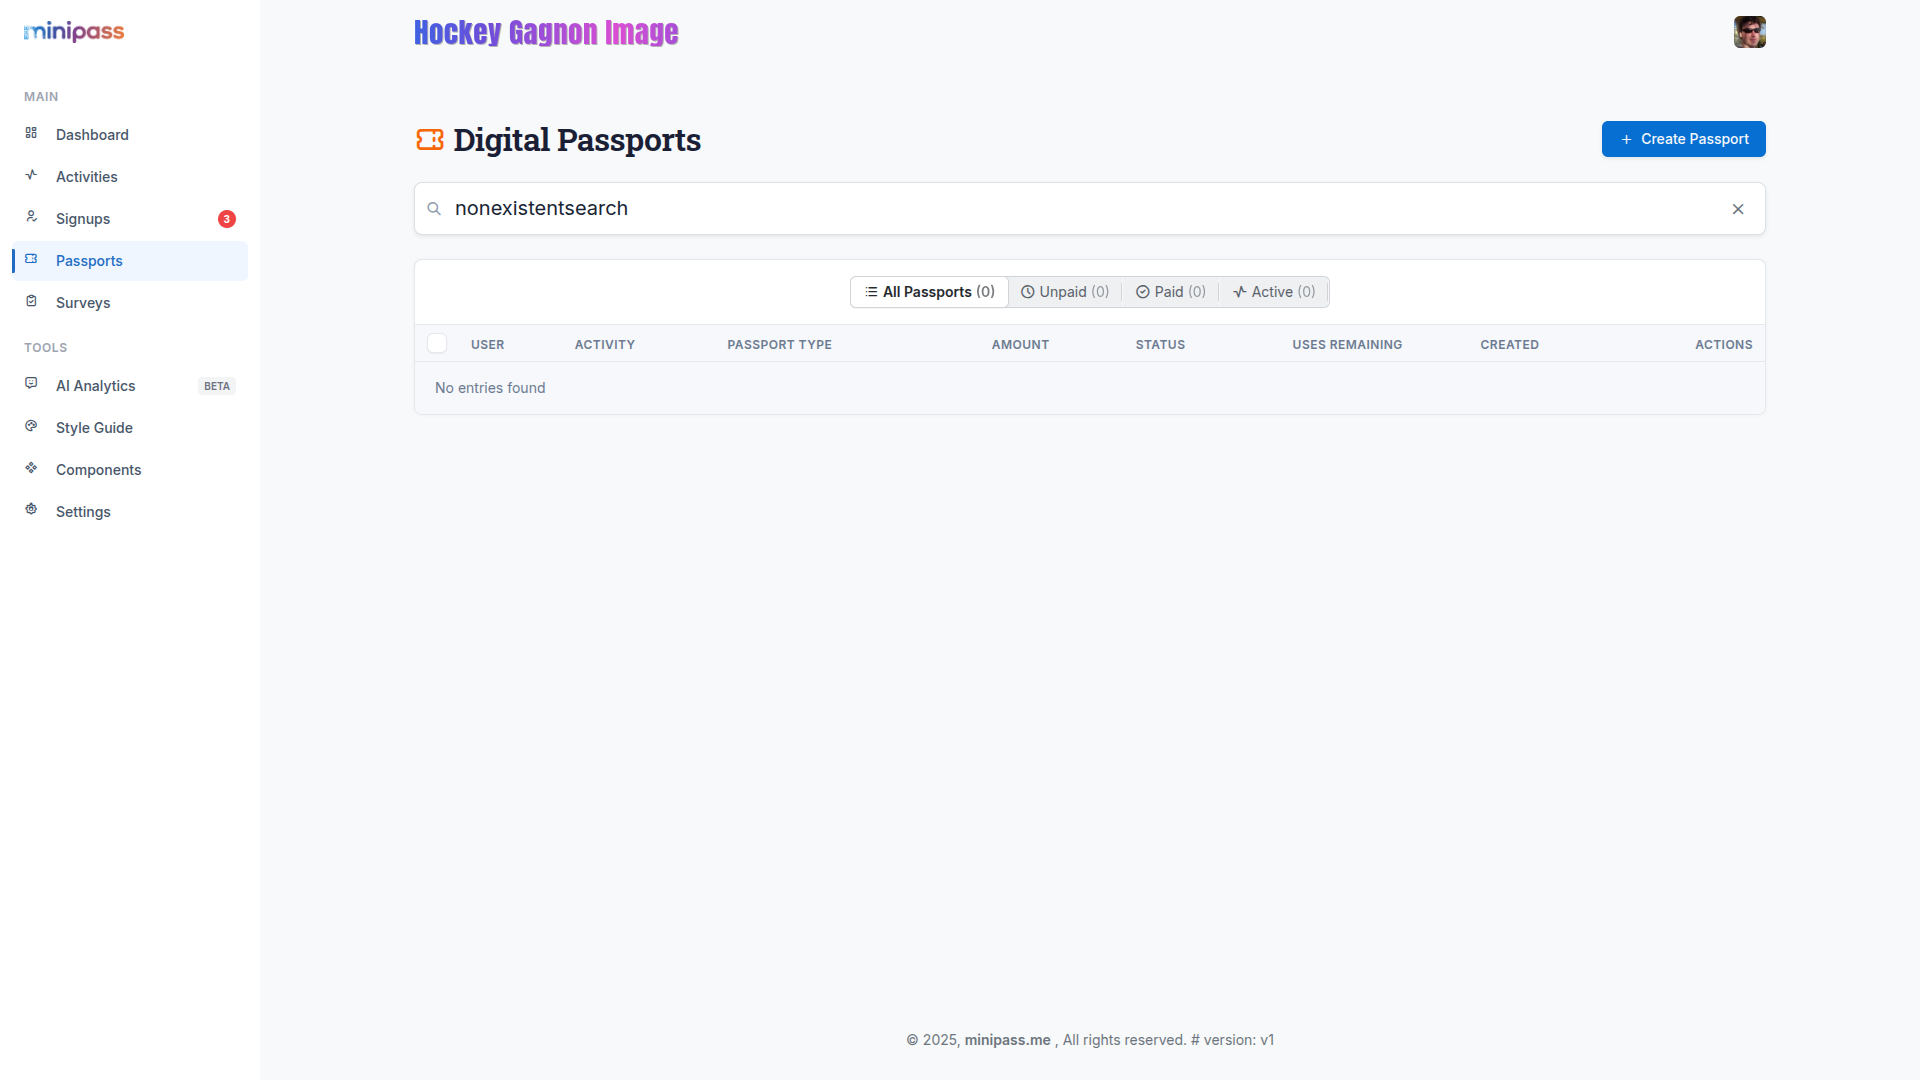 minipass
Hockey Gagnon Image
MAIN
Dashboard
Activities
Signups 3
Passports
Surveys
TOOLS
AI Analytics BETA
Style Guide
Components
Settings
Digital Passports
+ Create Passport
nonexistentsearch
All Passports (0) Unpaid (0) Paid (0) Active (0)
USER ACTIVITY PASSPORT TYPE AMOUNT STATUS USES REMAINING CREATED ACTIONS
No entries found
© 2025, minipass.me , All rights reserved. # version: v1